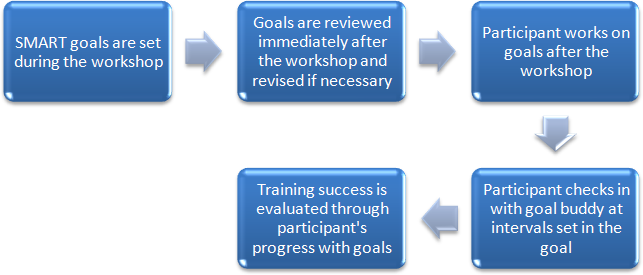 SMART goals are set
during the workshop
Goals are reviewed
immediately after
the workshop and
revised if necessary
Participant works on
goals after the
workshop
Participant checks in
with goal buddy at
intervals set in the
goal
Training success is
evaluated through
participant's
progress with goals